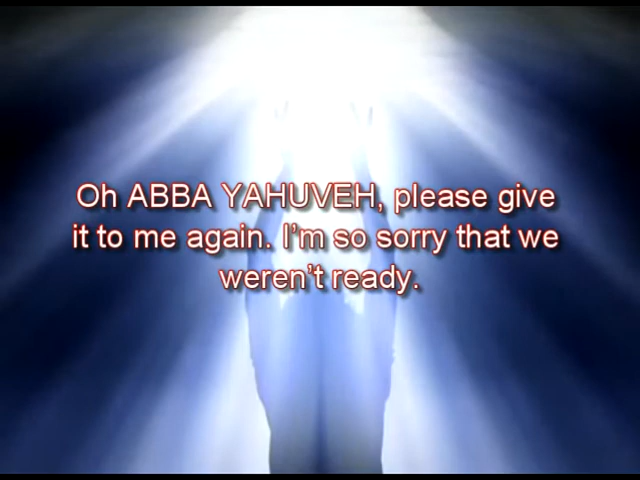 Oh ABBA YAHUVEH, please give
it to me again. I'm so sorry that we
weren't ready.